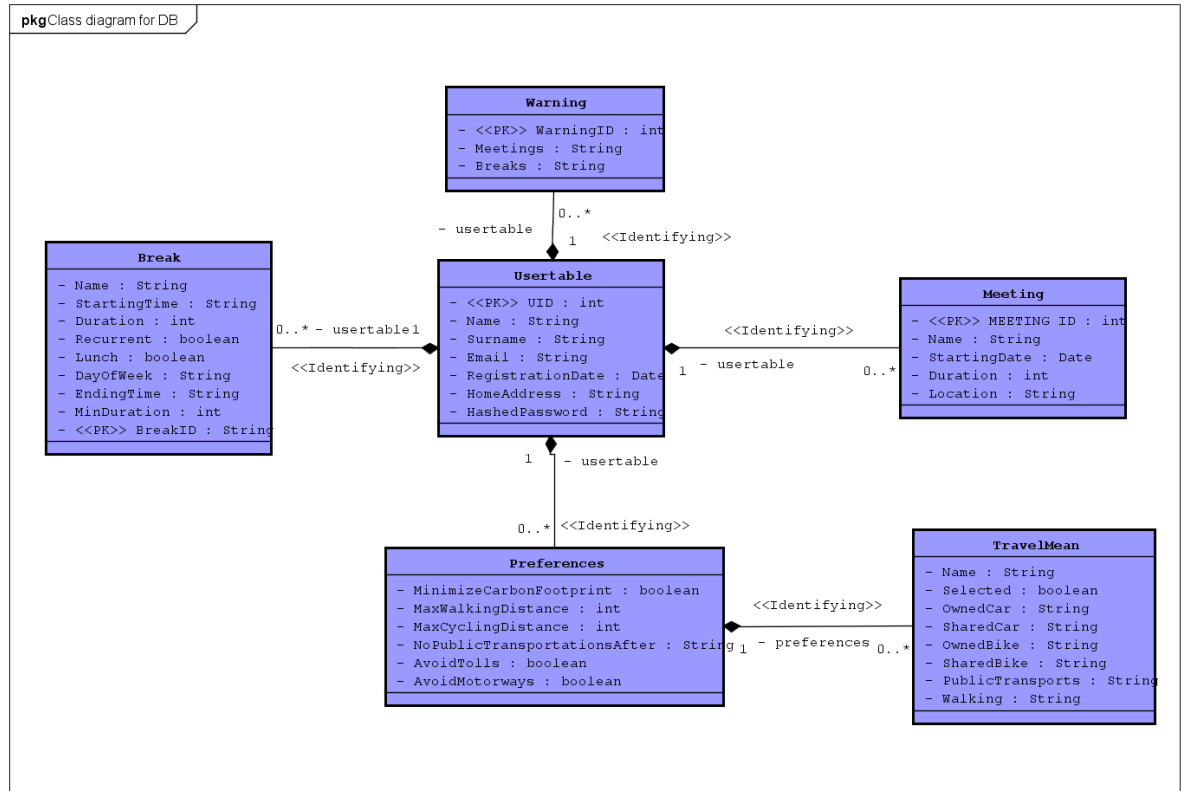 pkg Class diagram for DB
Warning
- <<PK>> WarningID : int
- Meetings : String
- Breaks : String
0..*
- usertable
1 <<Identifying>>
Break
- Name : String
- StartingTime : String
- Duration : int
- Recurrent : boolean
- Lunch : boolean
- DayOfWeek : String
- EndingTime : String
- MinDuration : int
- <<PK>> BreakID : String
0..* - usertable1
<<Identifying>>
Usertable
- <<PK>> UID : int
- Name : String
- Surname : String
- Email : String
- RegistrationDate : Date
- HomeAddress : String
- HashedPassword : String
<<Identifying>>
1 - usertable 0..*
Meeting
- <<PK>> MEETING ID : int
- Name : String
- StartingDate : Date
- Duration : int
- Location : String
1 - usertable
0..* <<Identifying>>
Preferences
- MinimizeCarbonFootprint : boolean
- MaxWalkingDistance : int
- MaxCyclingDistance : int
- NoPublicTransportationsAfter : String
- AvoidTolls : boolean
- AvoidMotorways : boolean
<<Identifying>>
1 - preferences 0..*
TravelMean
- Name : String
- Selected : boolean
- OwnedCar : String
- SharedCar : String
- OwnedBike : String
- SharedBike : String
- PublicTransports : String
- Walking : String